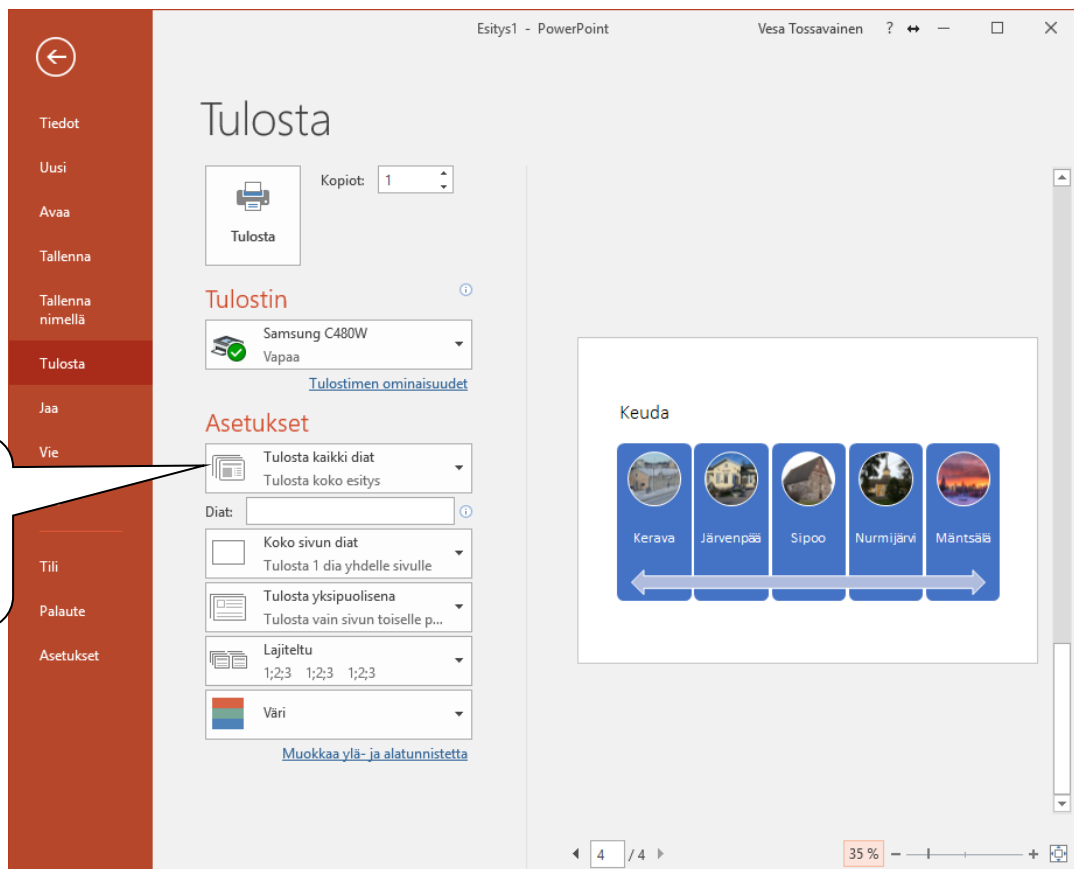 Esitys1 - PowerPoint
Vesa Tossavainen
?
Tiedot
Uusi
Avaa
Tallenna
Tallenna
nimellä
Tulosta
Jaa
Vie
Tili
Palaute
Asetukset
Tulosta
Tulosta
Kopiot: 1
Tulostin
Samsung C480W
Vapaa
Tulostimen ominaisuudet
Asetukset
Tulosta kaikki diat
Tulosta koko esitys
Diat:
Koko sivun diat
Tulosta 1 dia yhdelle sivulle
Tulosta yksipuolisena
Tulosta vain sivun toiselle p...
Lajiteltu
1;2;3 1;2;3 1;2;3
Väri
Muokkaa ylä- ja alatunnistetta
Keuda
Kerava Järvenpää Sipoo Nurmijärvi Mäntsälä
4 / 4
35 %